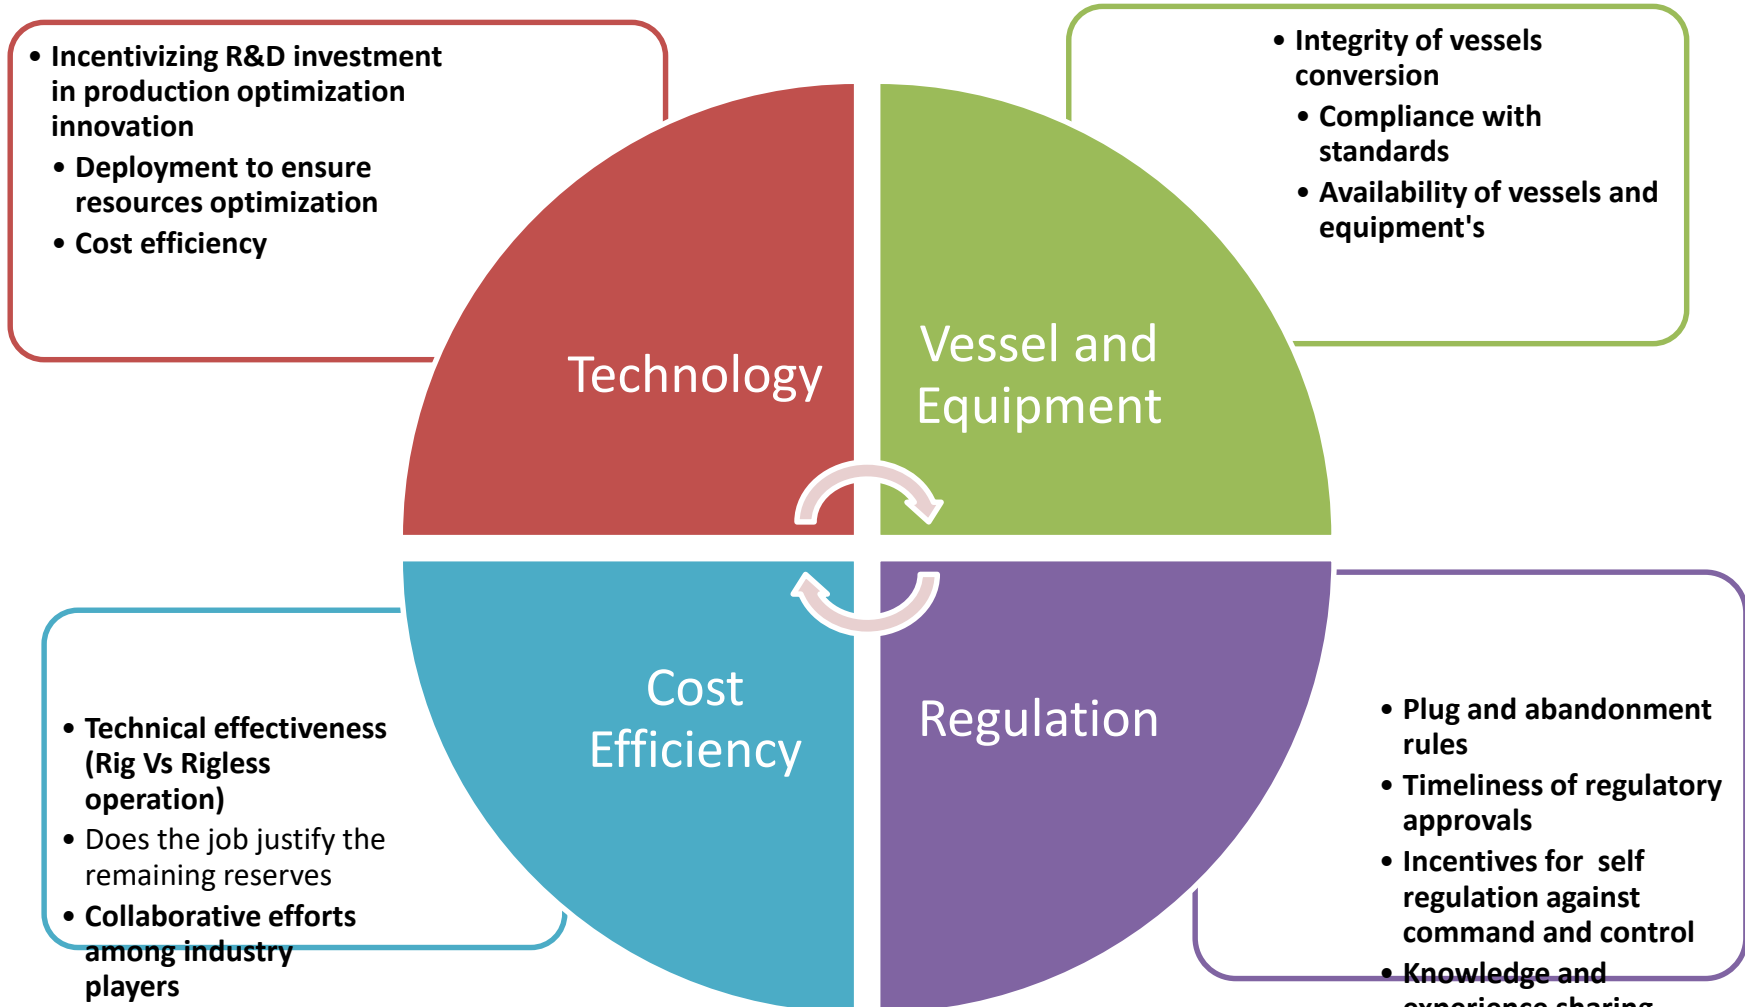 • Incentivizing R&D investment
in production optimization
innovation
• Deployment to ensure
resources optimization
• Cost efficiency
• Integrity of vessels
conversion
• Compliance with
standards
• Availability of vessels and
equipment's
Technology
Vessel and
Equipment
Cost
Efficiency
Regulation
• Technical effectiveness
(Rig Vs Rigless
operation)
• Does the job justify the
remaining reserves
• Collaborative efforts
among industry
players
• Plug and abandonment
rules
• Timeliness of regulatory
approvals
• Incentives for  self
regulation against
command and control
• Knowledge and
experience sharing